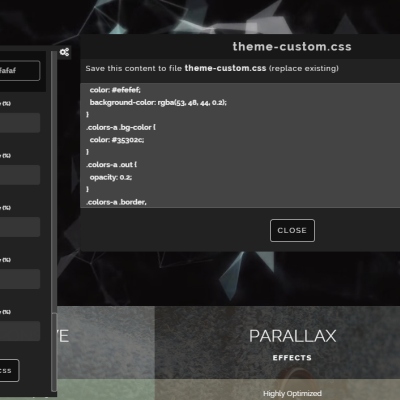 theme-custom.css
Save this content to file theme-custom.css (replace existing)
color: #efefef;
background-color: rgba(53, 48, 44, 0.2);
}
.colors-a .bg-color {
color: #35302c;
}
.colors-a .out {
opacity: 0.2;
}
.colors-a .border,
CLOSE
(%)
(%)
(%)
(%)
(%)
CSS
PARALLAX
EFFECTS
Highly Optimized